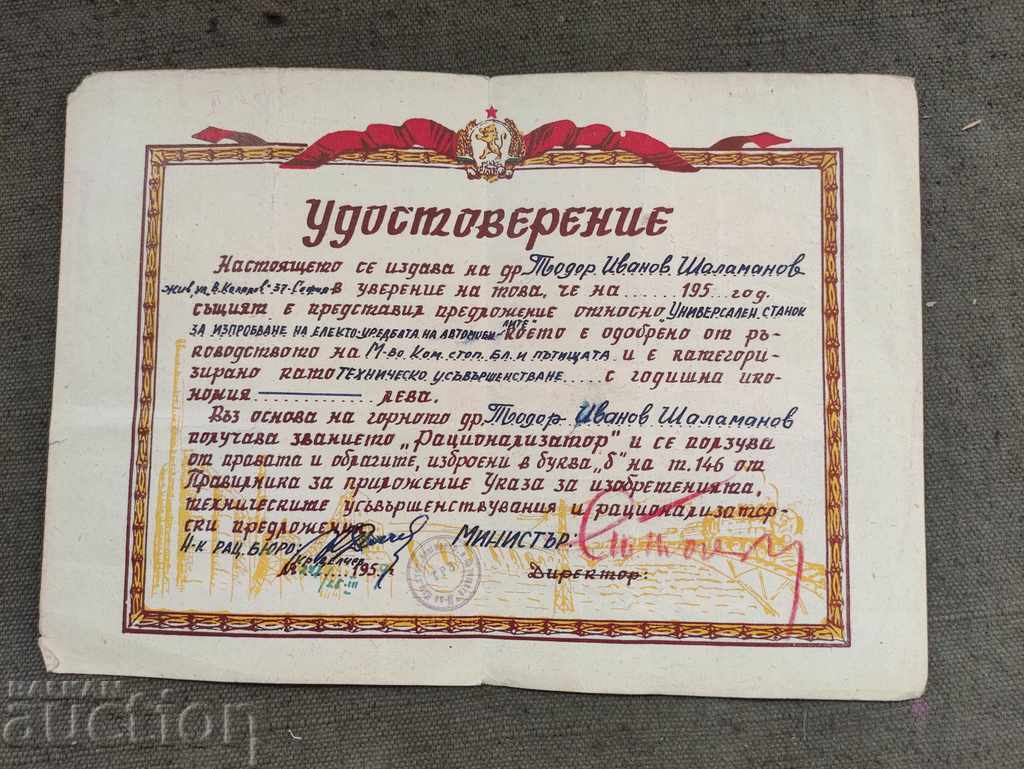 Удостоверение
Настоящето се издава на др. Тодор Иванов Шаламанов
жив. ул. В. Коларов - 37 - София в уверение на това, че на ...... 195... год.
същият е представил предложение относно „Универсален станок
за изпробване на електо-уредбата на автомобилите" което е одобрено от ръ-
ководството на М-во Ком. стоп. бл. и пътищата и е категори-
зирано като техническо усъвършенстване ..... с годишна ико-
номия ............... лева.
Въз основа на горното др. Тодор Иванов Шаламанов
получава званието „Рационализатор" и се ползува
от правата и облагите, изброени в буква „б" на т. 146 от
Правилника за приложение Указа за изобретенията,
техническите усъвършенствувания и рационализатор-
ски предложения
Н-к рац. бюро: Министър:
№ 195 Директор:
БАЛКАН
auction